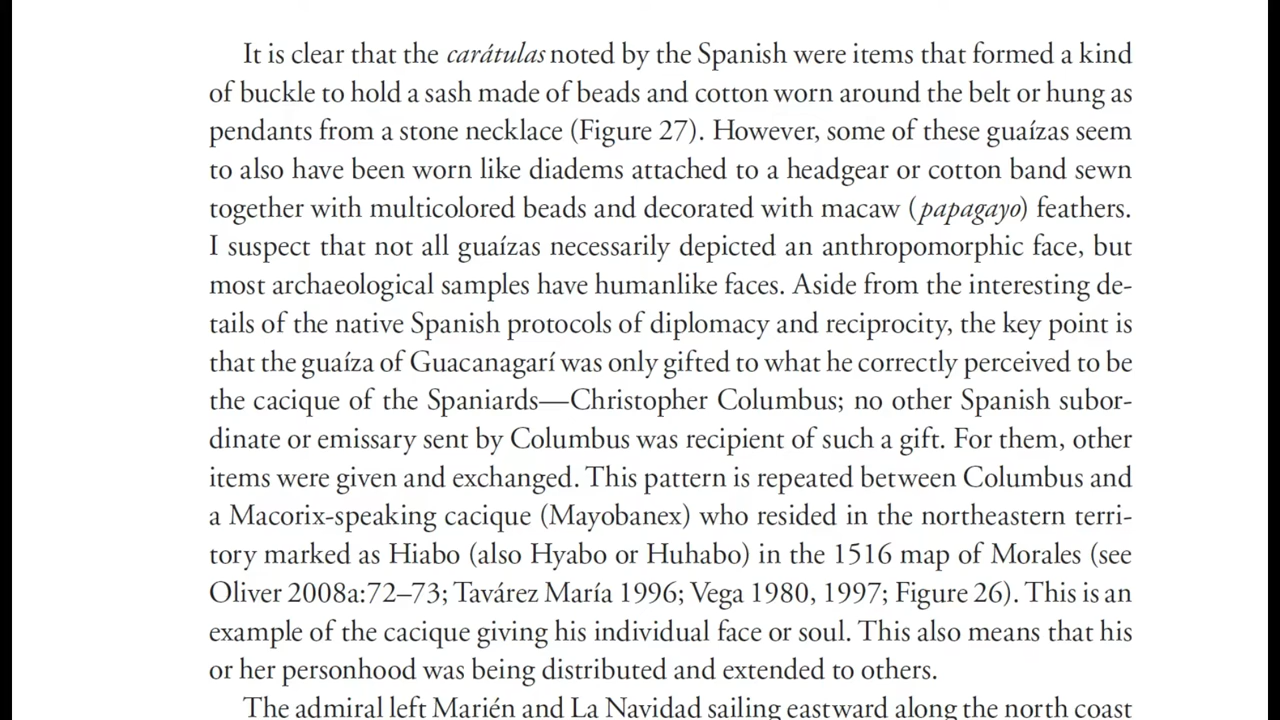 It is clear that the carátulas noted by the Spanish were items that formed a kind
of buckle to hold a sash made of beads and cotton worn around the belt or hung as
pendants from a stone necklace (Figure 27). However, some of these guaízas seem
to also have been worn like diadems attached to a headgear or cotton band sewn
together with multicolored beads and decorated with macaw (papagayo) feathers.
I suspect that not all guaízas necessarily depicted an anthropomorphic face, but
most archaeological samples have humanlike faces. Aside from the interesting de-
tails of the native Spanish protocols of diplomacy and reciprocity, the key point is
that the guaíza of Guacanagarí was only gifted to what he correctly perceived to be
the cacique of the Spaniards—Christopher Columbus; no other Spanish subor-
dinate or emissary sent by Columbus was recipient of such a gift. For them, other
items were given and exchanged. This pattern is repeated between Columbus and
a Macorix-speaking cacique (Mayobanex) who resided in the northeastern terri-
tory marked as Hiabo (also Hyabo or Huhabo) in the 1516 map of Morales (see
Oliver 2008a:72–73; Tavárez María 1996; Vega 1980, 1997; Figure 26). This is an
example of the cacique giving his individual face or soul. This also means that his
or her personhood was being distributed and extended to others.
The admiral left Marién and La Navidad sailing eastward along the north coast